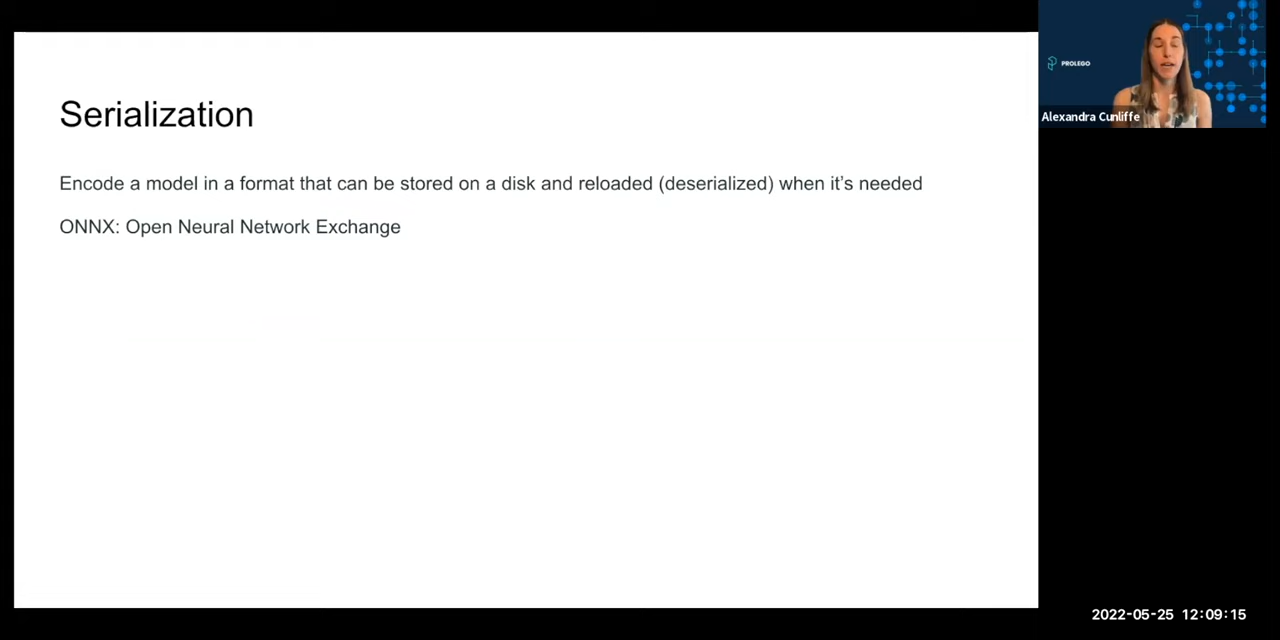 Serialization
Encode a model in a format that can be stored on a disk and reloaded (deserialized) when it’s needed
ONNX: Open Neural Network Exchange
PROLEGO
Alexandra Cunliffe
2022-05-25 12:09:15